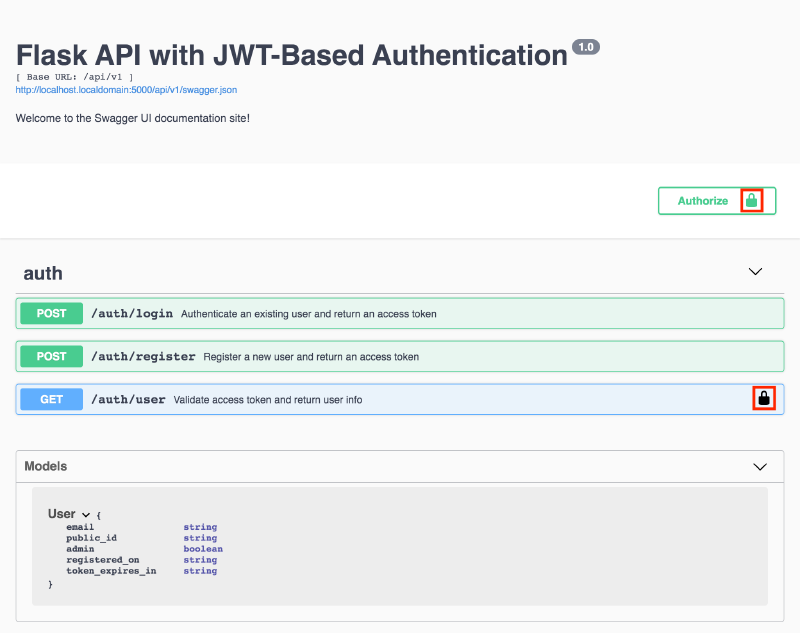 Flask API with JWT-Based Authentication 1.0
[ Base URL: /api/v1 ]
http://localhost.localdomain:5000/api/v1/swagger.json
Welcome to the Swagger UI documentation site!
Authorize
auth
POST /auth/login Authenticate an existing user and return an access token
POST /auth/register Register a new user and return an access token
GET /auth/user Validate access token and return user info
Models
User {
email string
public_id string
admin boolean
registered_on string
token_expires_in string
}